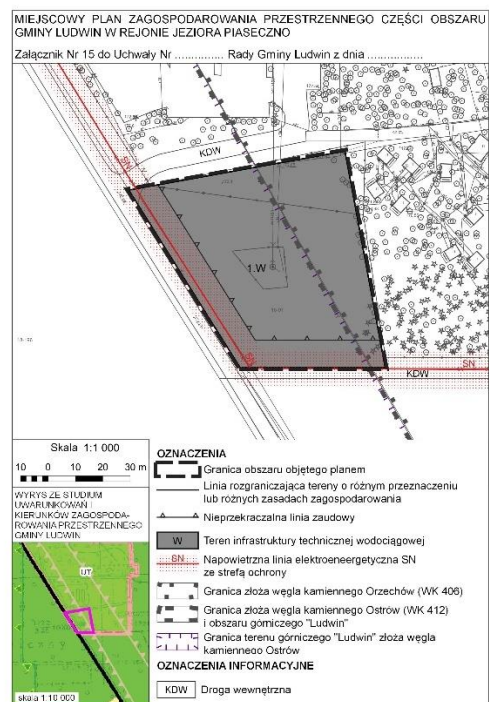 MIEJSCOWY PLAN ZAGOSPODAROWANIA PRZESTRZENNEGO CZĘŚCI OBSZARU
GMINY LUDWIN W REJONIE JEZIORA PIASECZNO
Załącznik Nr 15 do Uchwały Nr .............. Rady Gminy Ludwin z dnia ................
SN
KDW
1.W
SN
SN
KDW
Skala 1:1 000
10 0 10 20 30 m
WYRYS ZE STUDIUM
UWARUNKOWAŃ I
KIERUNKÓW ZAGOSPODA-
ROWANIA PRZESTRZENNEGO
GMINY LUDWIN
UT
skala 1:10 000
OZNACZENIA
Granica obszaru objętego planem
Linia rozgraniczająca tereny o różnym przeznaczeniu
lub różnych zasadach zagospodarowania
Nieprzekraczalna linia zaudowy
W Teren infrastruktury technicznej wodociągowej
SN Napowietrzna linia elektroenergetyczna SN
ze strefą ochrony
Granica złoża węgla kamiennego Orzechów (WK 406)
Granica złoża węgla kamiennego Ostrów (WK 412)
i obszaru górniczego "Ludwin"
Granica terenu górniczego "Ludwin" złoża węgla
kamiennego Ostrów
OZNACZENIA INFORMACYJNE
KDW Droga wewnętrzna